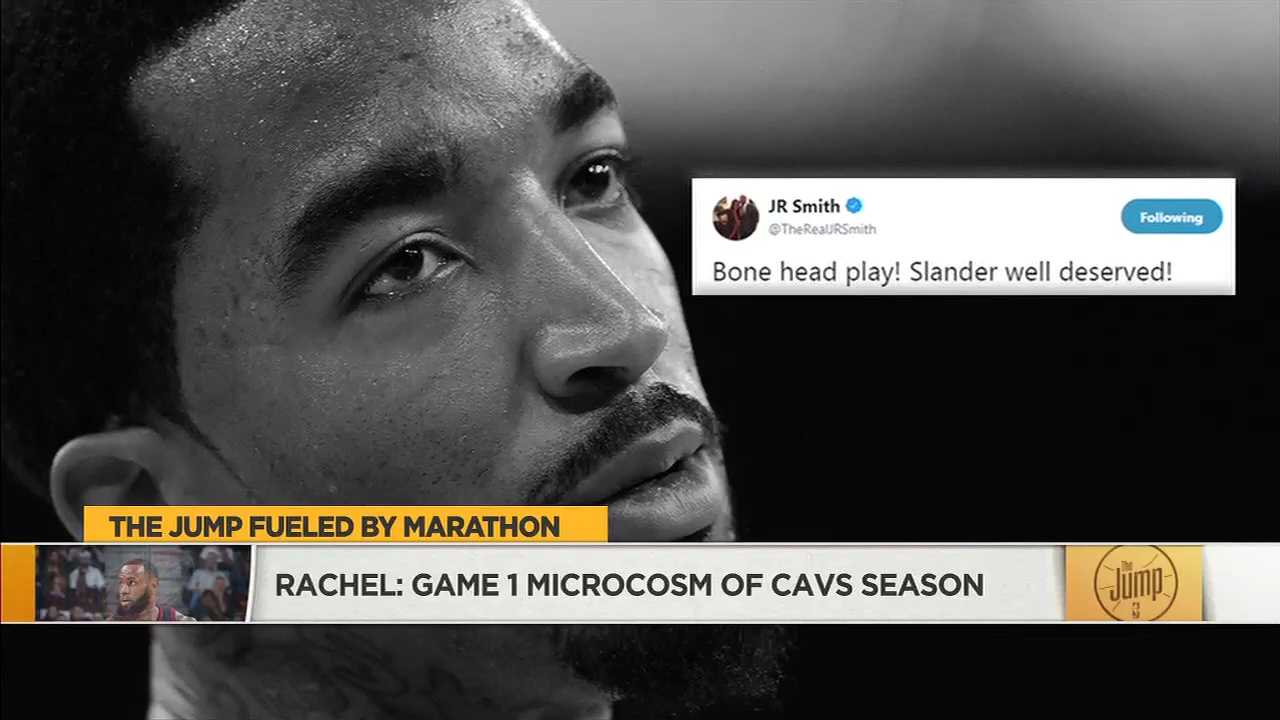 JR Smith
@TheRealJRSmith
Following
Bone head play! Slander well deserved!
THE JUMP FUELED BY MARATHON
RACHEL: GAME 1 MICROCOSM OF CAVS SEASON
The
Jump